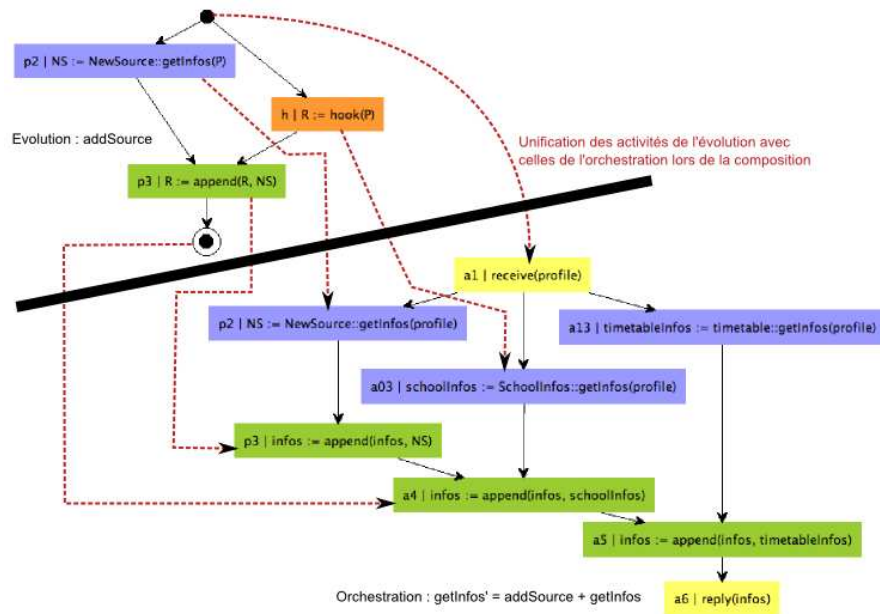 p2 | NS := NewSource::getInfos(P)
h | R := hook(P)
Evolution : addSource
Unification des activités de l'évolution avec
celles de l'orchestration lors de la composition
p3 | R := append(R, NS)
a1 | receive(profile)
p2 | NS := NewSource::getInfos(profile)
a13 | timetableInfos := timetable::getInfos(profile)
a03 | schoolInfos := SchoolInfos::getInfos(profile)
p3 | infos := append(infos, NS)
a4 | infos := append(infos, schoolInfos)
a5 | infos := append(infos, timetableInfos)
Orchestration : getInfos' = addSource + getInfos
a6 | reply(infos)